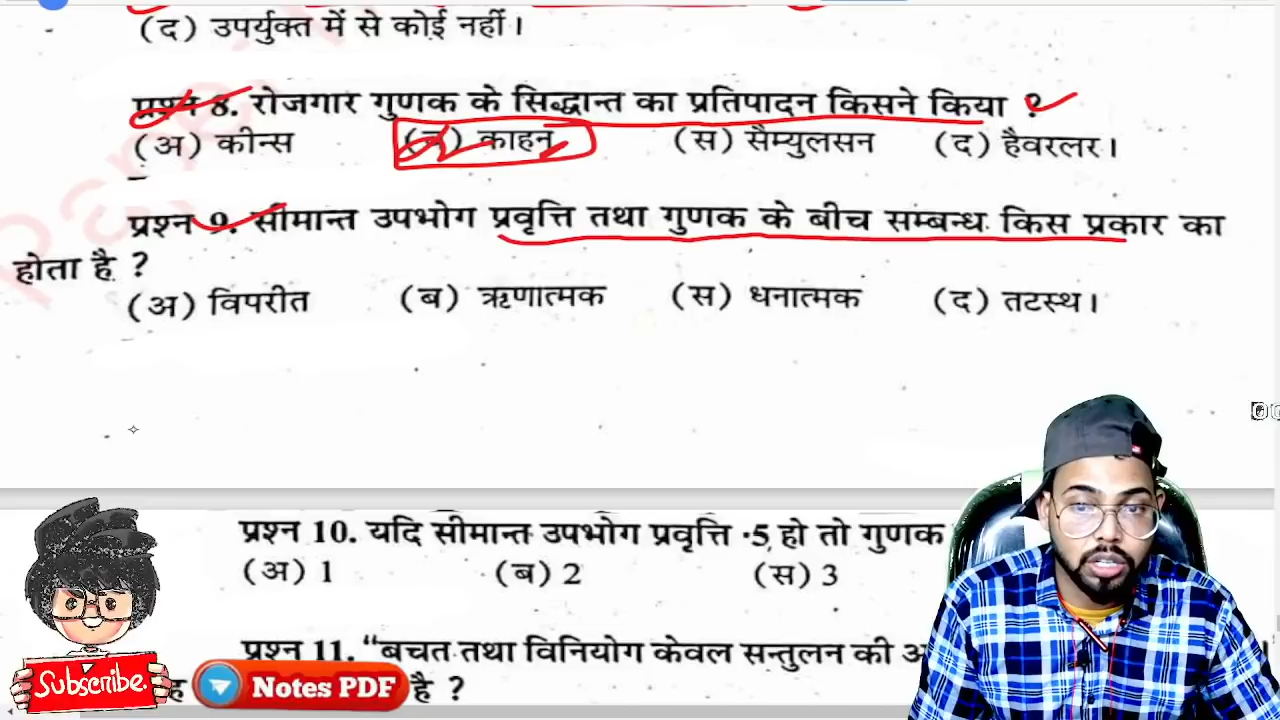 (द) उपर्युक्त में से कोई नहीं।
प्रश्न 8. रोजगार गुणक के सिद्धान्त का प्रतिपादन किसने किया ?
(अ) कीन्स (ब) काहन (स) सैम्युलसन (द) हैवरलर।
प्रश्न 9. सीमान्त उपभोग प्रवृत्ति तथा गुणक के बीच सम्बन्ध किस प्रकार का
होता है ?
(अ) विपरीत (ब) ऋणात्मक (स) धनात्मक (द) तटस्थ।
प्रश्न 10. यदि सीमान्त उपभोग प्रवृत्ति ·5 हो तो गुणक
(अ) 1 (ब) 2 (स) 3
प्रश्न 11. "बचत तथा विनियोग केवल सन्तुलन की
है ?
Subscribe.
Notes PDF